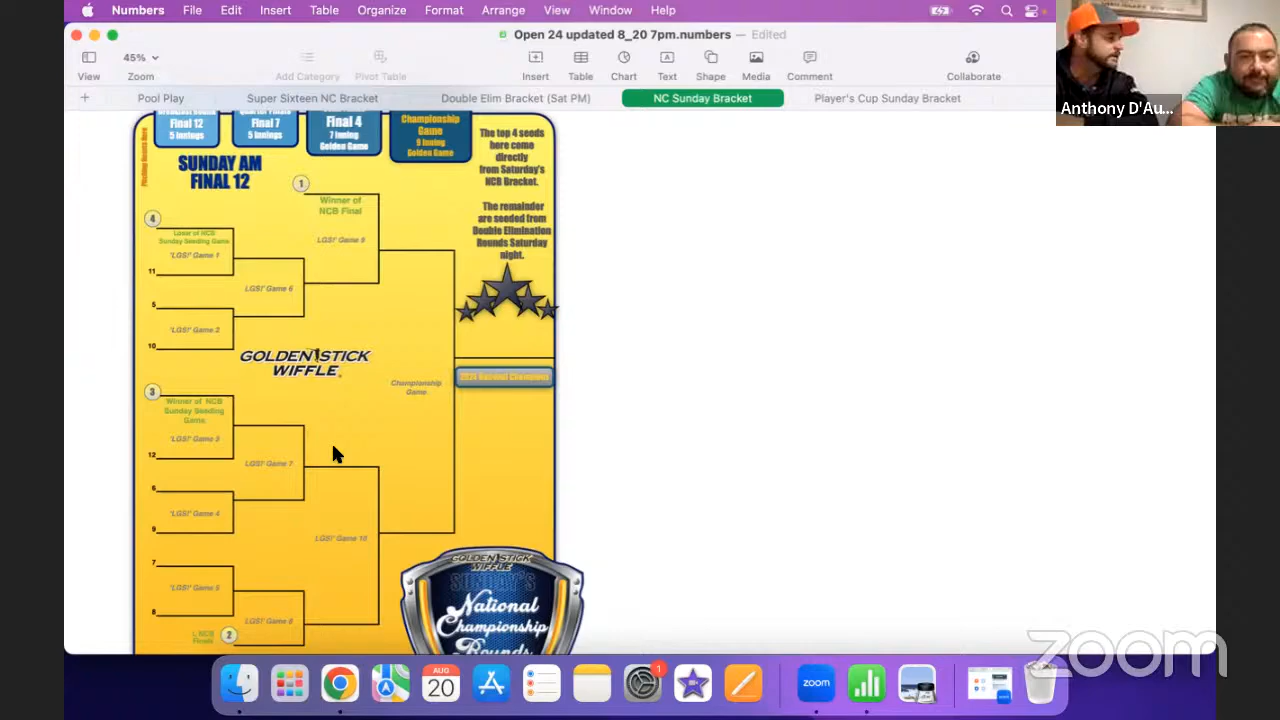 Numbers File Edit Insert Table Organize Format Arrange View Window Help
Open 24 updated 8_20 7pm.numbers — Edited
45%
View Zoom Add Category Pivot Table Insert Table Chart Text Shape Media Comment Collaborate
Pool Play Super Sixteen NC Bracket Double Elim Bracket (Sat PM) NC Sunday Bracket Player's Cup Sunday Bracket
Anthony D'Au...
Final 12
5 Innings
Final 7
5 Innings
Final 4
7 Inning
Golden Game
Championship
Game
9 Inning
Golden Game
The top 4 seeds
here come
directly
from Saturday's
NCB Bracket.
The remainder
are seeded from
Double Elimination
Rounds Saturday
night.
SUNDAY AM
FINAL 12
1
Winner of
NCB Final
LGS!' Game 9
4
Loser of NCB
Sunday Seeding Game
'LGS!' Game 1
11
LGS!' Game 6
5
'LGS!' Game 2
10
GOLDEN STICK
WIFFLE
Championship
Game
3
Winner of NCB
Sunday Seeding
Game
'LGS!' Game 3
12
LGS!' Game 7
6
'LGS!' Game 4
9
LGS!' Game 10
7
'LGS!' Game 5
8
LGS!' Game 8
2
GOLDEN STICK
WIFFLE
SUNDAY'S
National
Championship
Rounds
AUG
20
1
zoom
zoom